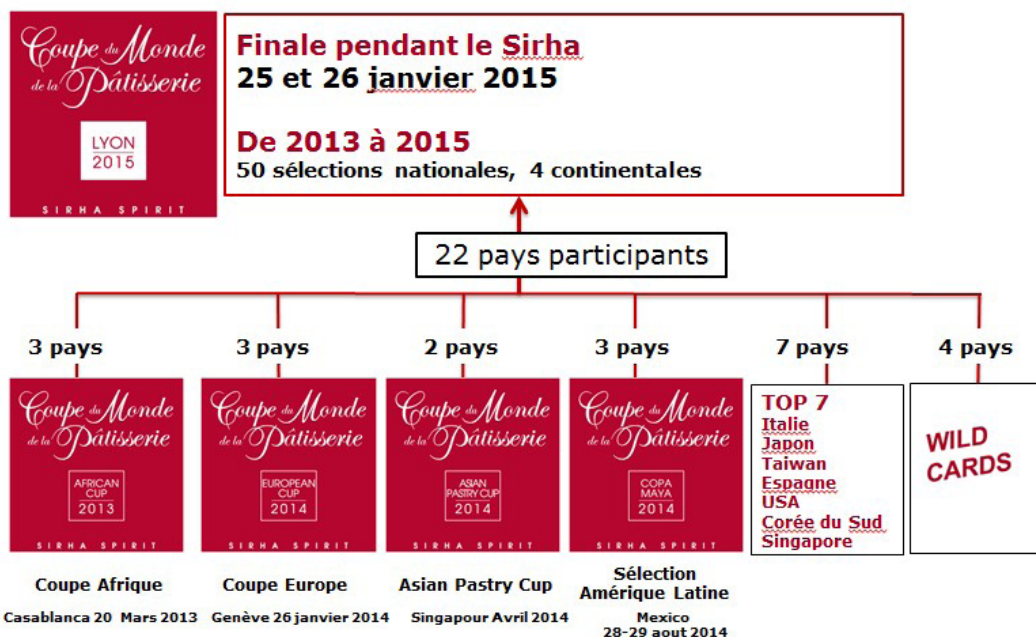 Coupe du Monde
de la Pâtisserie
LYON
2015
SIRHA SPIRIT
Finale pendant le Sirha
25 et 26 janvier 2015
De 2013 à 2015
50 sélections nationales, 4 continentales
22 pays participants
3 pays
3 pays
2 pays
3 pays
7 pays
4 pays
Coupe du Monde
de la Pâtisserie
AFRICAN
CUP
2013
SIRHA SPIRIT
Coupe du Monde
de la Pâtisserie
EUROPEAN
CUP
2014
SIRHA SPIRIT
Coupe du Monde
de la Pâtisserie
ASIAN
PASTRY CUP
2014
SIRHA SPIRIT
Coupe du Monde
de la Pâtisserie
COPA
MAYA
2014
SIRHA SPIRIT
TOP 7
Italie
Japon
Taiwan
Espagne
USA
Corée du Sud
Singapore
WILD
CARDS
Coupe Afrique
Casablanca 20 Mars 2013
Coupe Europe
Genève 26 janvier 2014
Asian Pastry Cup
Singapour Avril 2014
Sélection
Amérique Latine
Mexico
28-29 aout 2014